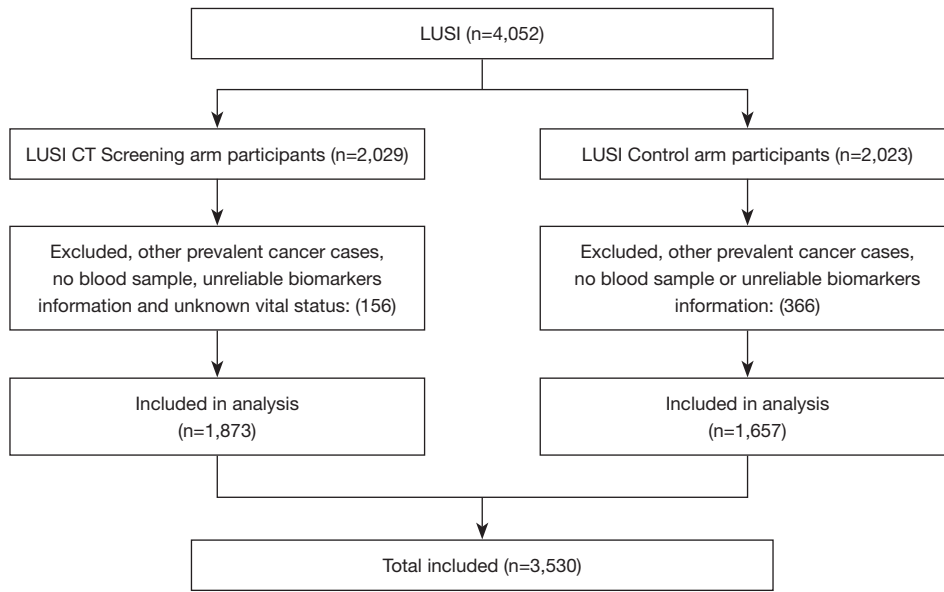 LUSI (n=4,052)
LUSI CT Screening arm participants (n=2,029)
LUSI Control arm participants (n=2,023)
Excluded, other prevalent cancer cases,
no blood sample, unreliable biomarkers
information and unknown vital status: (156)
Excluded, other prevalent cancer cases,
no blood sample or unreliable biomarkers
information: (366)
Included in analysis
(n=1,873)
Included in analysis
(n=1,657)
Total included (n=3,530)